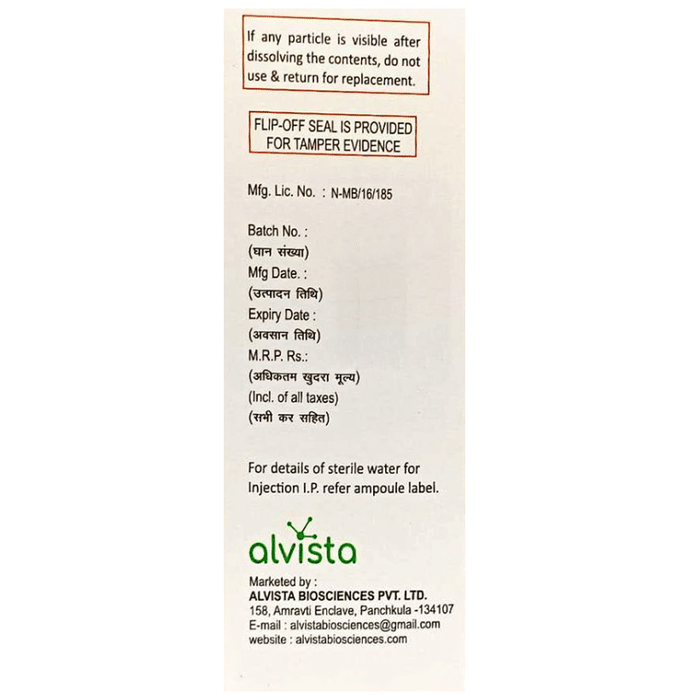 If any particle is visible after
dissolving the contents, do not
use & return for replacement.
FLIP-OFF SEAL IS PROVIDED
FOR TAMPER EVIDENCE
Mfg. Lic. No. : N-MB/16/185
Batch No. :
(घान संख्या)
Mfg Date. :
(उत्पादन तिथि)
Expiry Date :
(अवसान तिथि)
M.R.P. Rs.:
(अधिकतम खुदरा मूल्य)
(Incl. of all taxes)
(सभी कर सहित)
For details of sterile water for
Injection I.P. refer ampoule label.
alvista
Marketed by :
ALVISTA BIOSCIENCES PVT. LTD.
158, Amravti Enclave, Panchkula -134107
E-mail : alvistabiosciences@gmail.com
website : alvistabiosciences.com